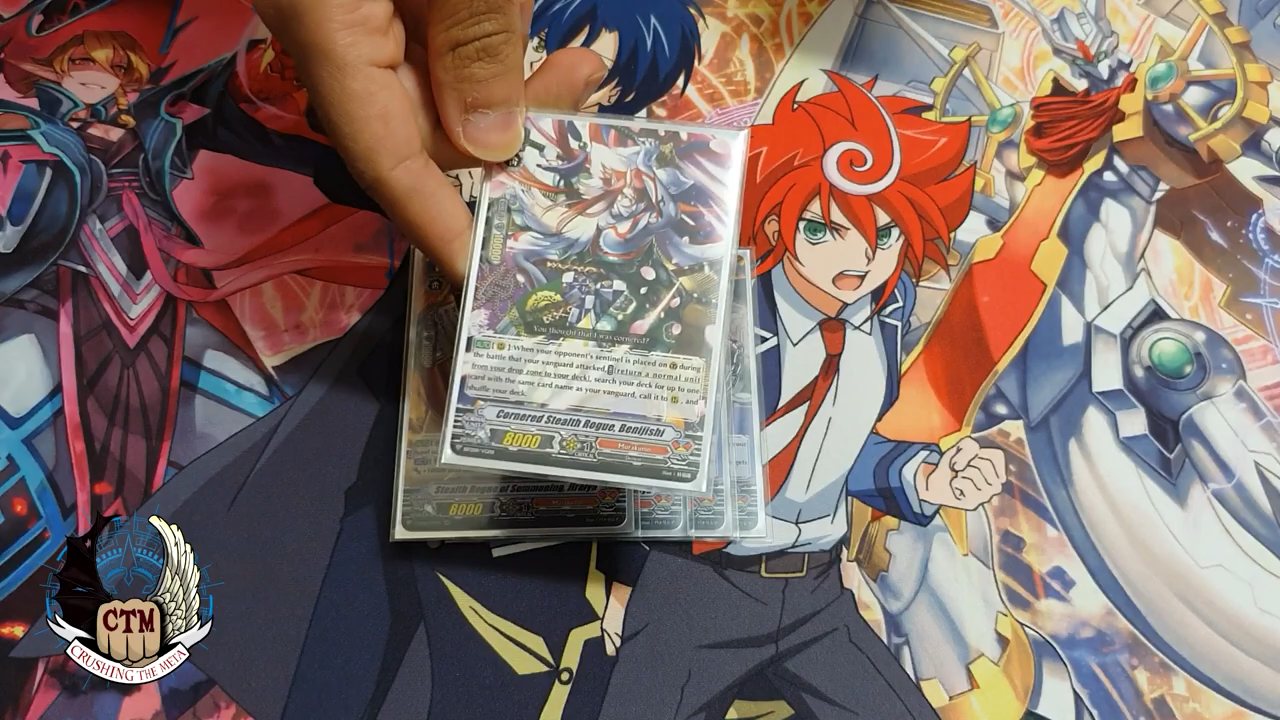 You thought that I was cornered?
:When your opponent's sentinel is placed on during
the battle that your vanguard attacked, [return a normal unit
from your drop zone to your deck], search your deck for up to one
card with the same card name as your vanguard, call it to , and
shuffle your deck.
Cornered Stealth Rogue, Benijishi
8000
Murakumo
10000
Stealth Rogue of Summoning, Jiraiya
8000
CTM
CRUSHING THE META